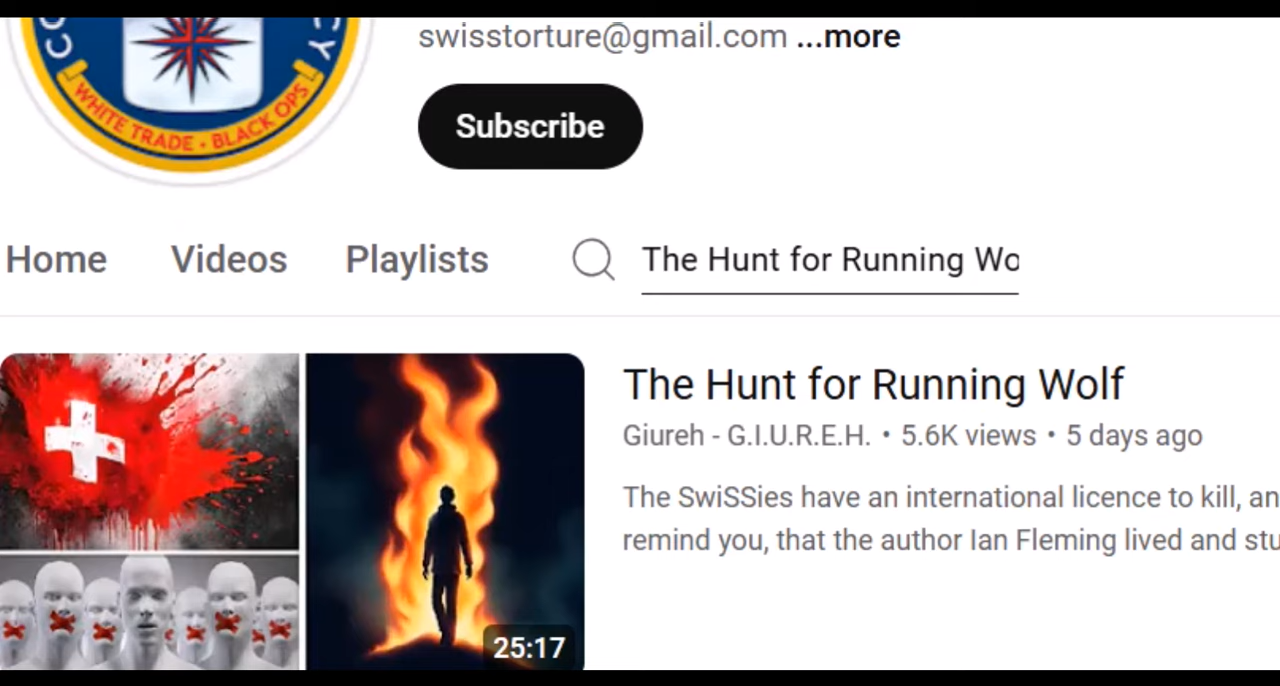 swisstorture@gmail.com ...more
CO CY
WHITE TRADE • BLACK OPS
Subscribe
Home Videos Playlists The Hunt for Running Wo
The Hunt for Running Wolf
Giureh - G.I.U.R.E.H. • 5.6K views • 5 days ago
The SwiSSies have an international licence to kill, an
remind you, that the author Ian Fleming lived and stu
25:17